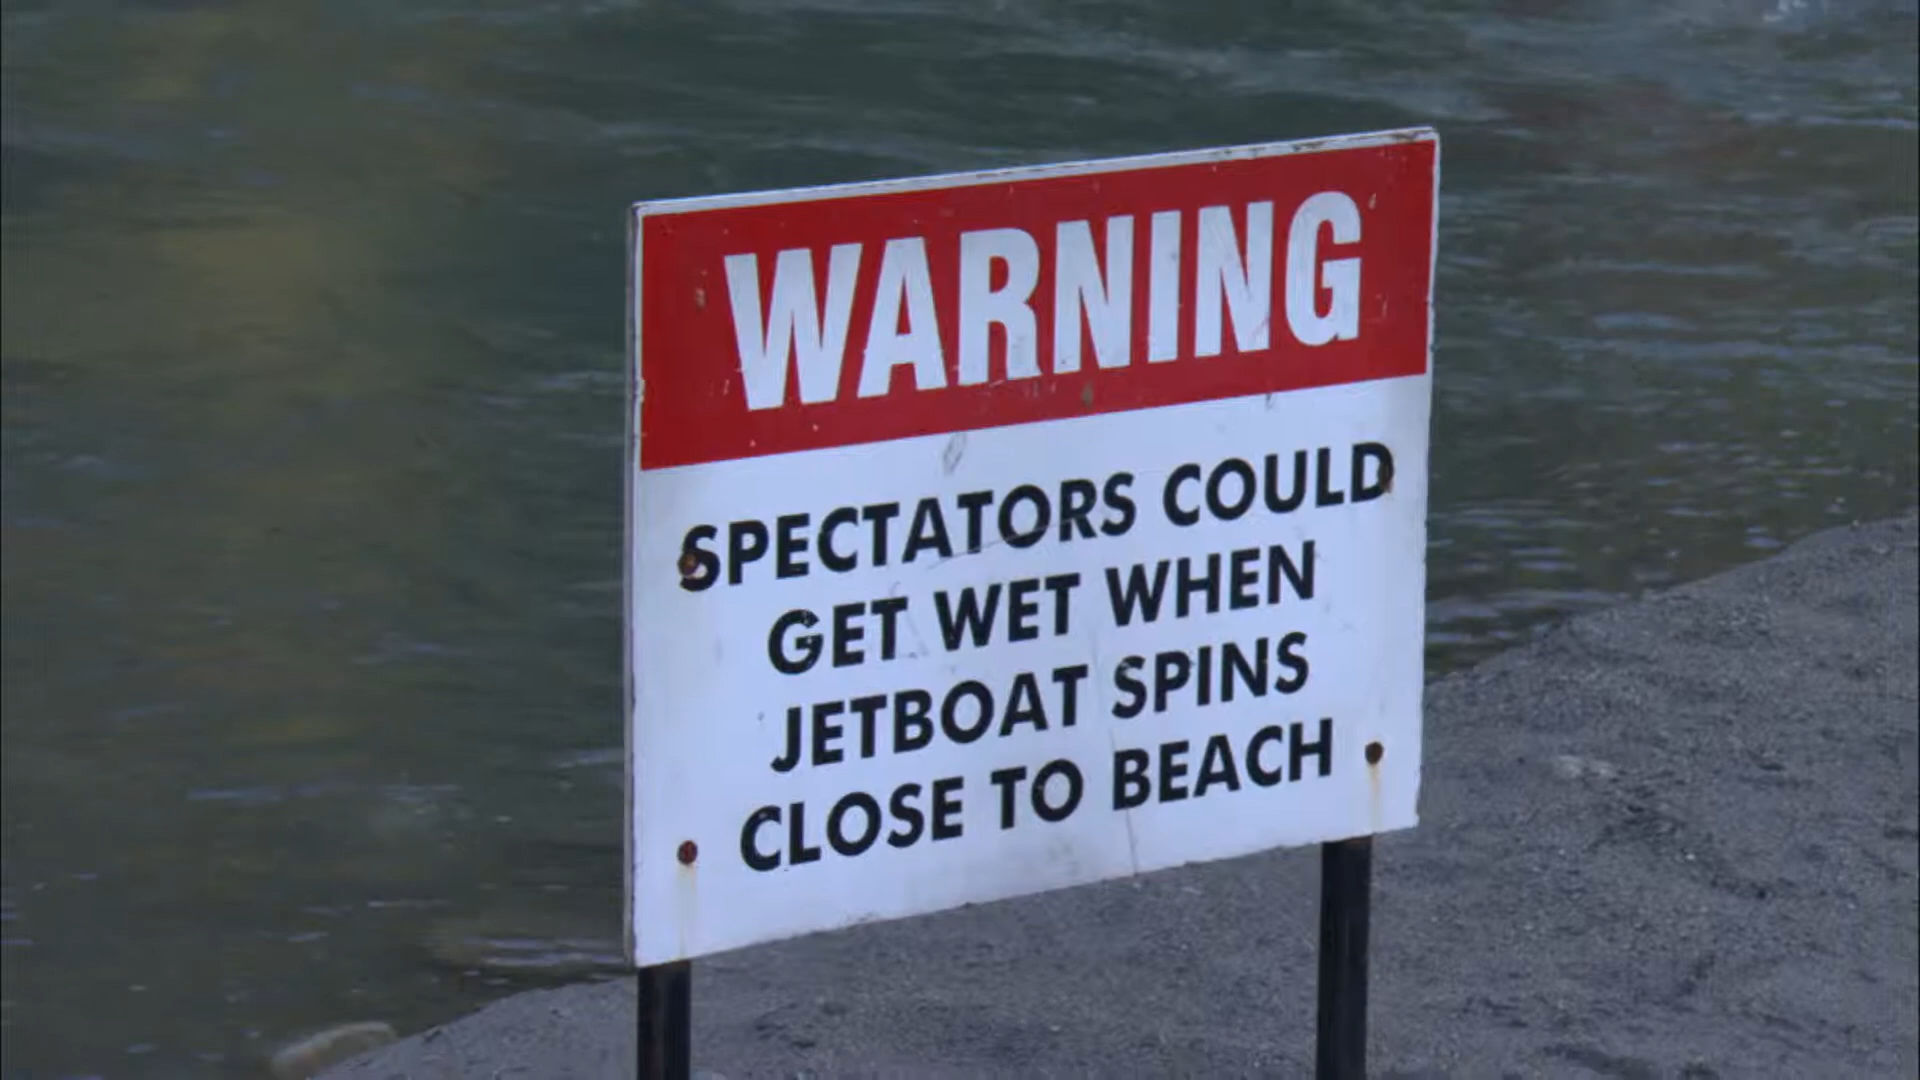 WARNING
SPECTATORS COULD
GET WET WHEN
JETBOAT SPINS
CLOSE TO BEACH